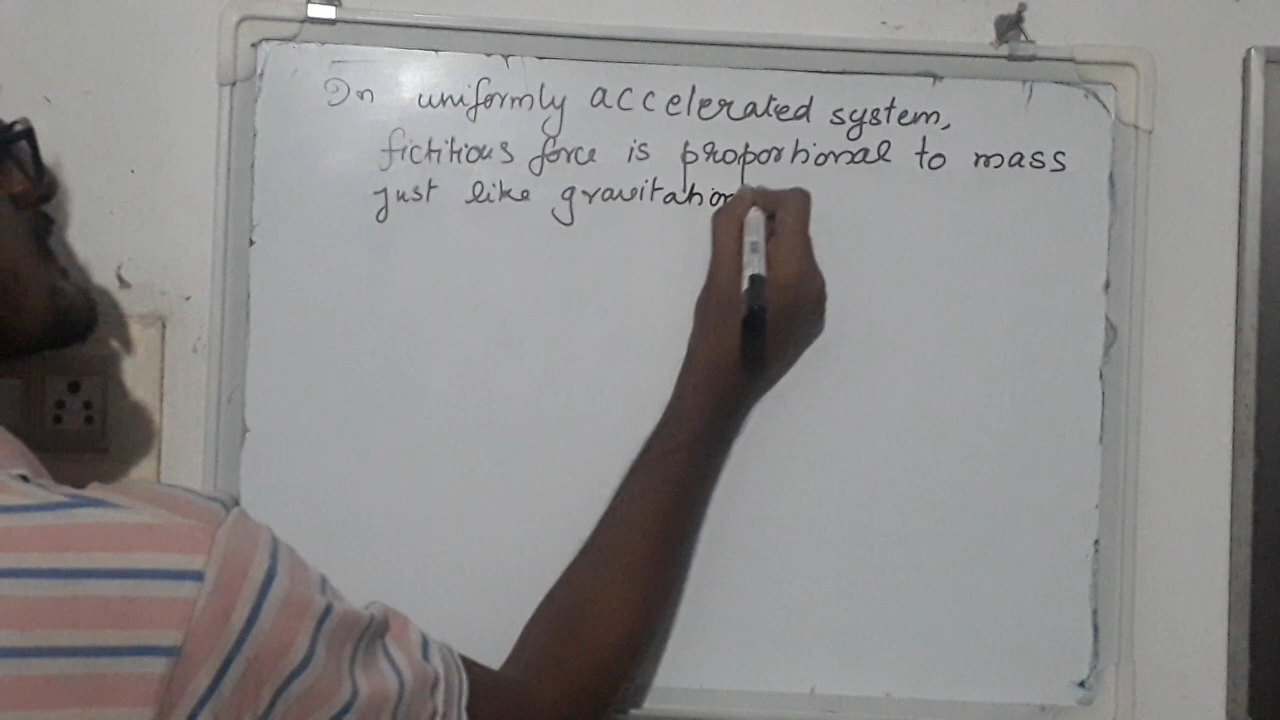 In uniformly accelerated system,
fictitious force is proportional to mass
just like gravitation